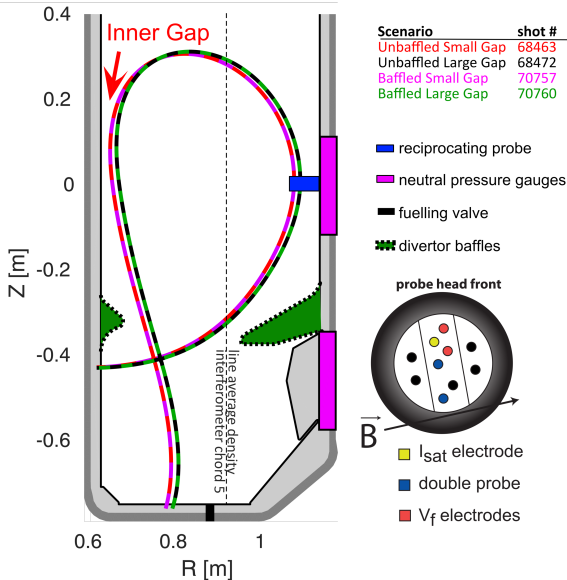 0.4
0.2
0
-0.2
-0.4
-0.6
Z [m]
0.6
0.8
1
R [m]
Inner Gap
line average density
interferometer chord 5
Scenario shot #
Unbaffled Small Gap 68463
Unbaffled Large Gap 68472
Baffled Small Gap 70757
Baffled Large Gap 70760
reciprocating probe
neutral pressure gauges
fuelling valve
divertor baffles
probe head front
B
Isat electrode
double probe
Vf electrodes